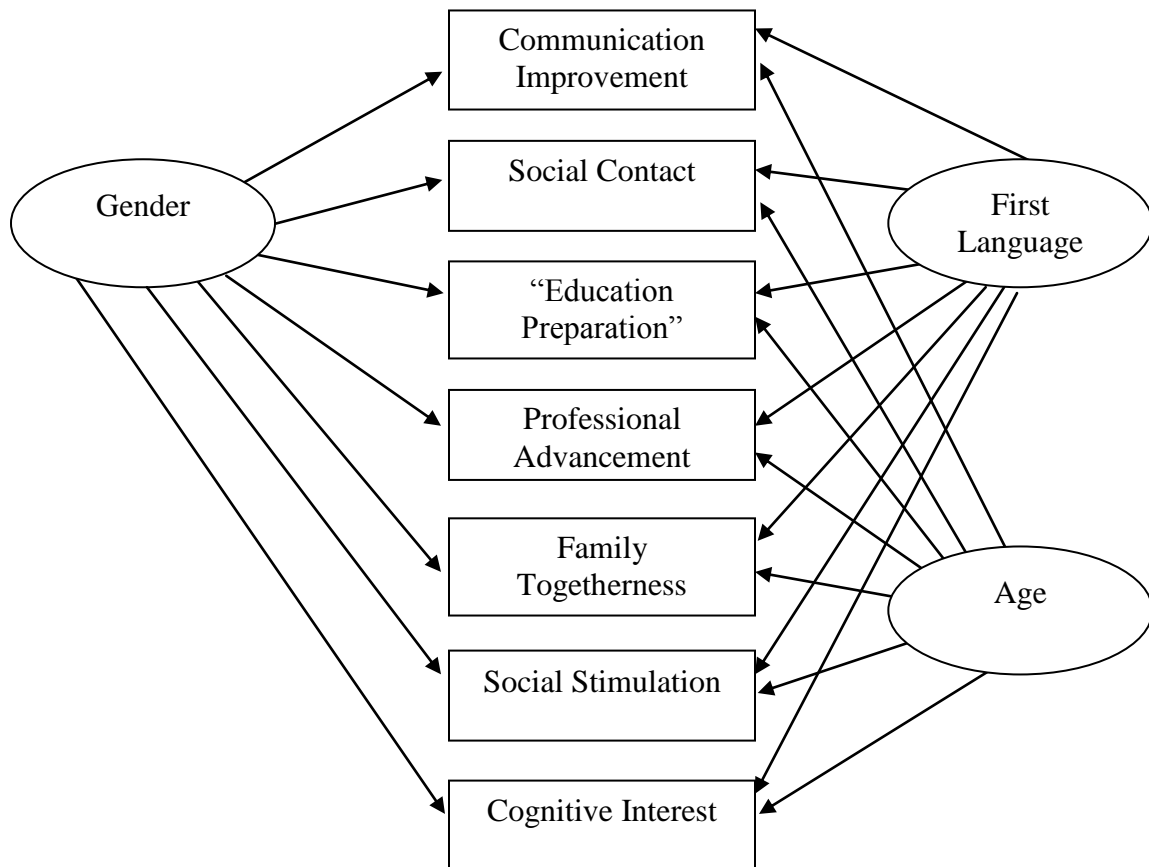 Communication
Improvement
Social Contact
Gender
First
Language
“Education
Preparation”
Professional
Advancement
Family
Togetherness
Age
Social Stimulation
Cognitive Interest